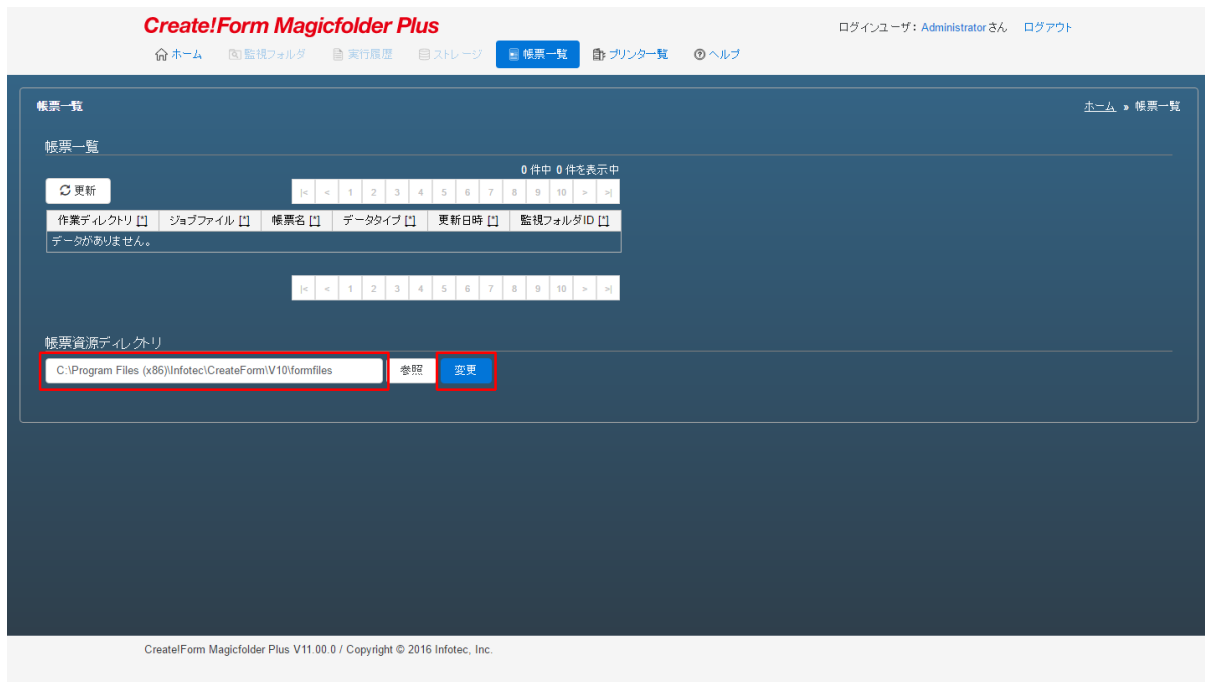 Create!Form Magicfolder Plus
ログインユーザ: Administratorさん ログアウト
ホーム 監視フォルダ 実行履歴 ストレージ 帳票一覧 プリンター覧 ヘルプ
帳票一覧
ホーム » 帳票一覧
帳票一覧
0 件中 0 件を表示中
更新
|< < 1 2 3 4 5 6 7 8 9 10 > >|
作業ディレクトリ [*] ジョブファイル [*] 帳票名 [*] データタイプ [*] 更新日時 [*] 監視フォルダID [*]
データがありません。
|< < 1 2 3 4 5 6 7 8 9 10 > >|
帳票資源ディレクトリ
C:\Program Files (x86)\Infotec\CreateForm\V10\formfiles 参照 変更
Create!Form Magicfolder Plus V11.00.0 / Copyright © 2016 Infotec, Inc.